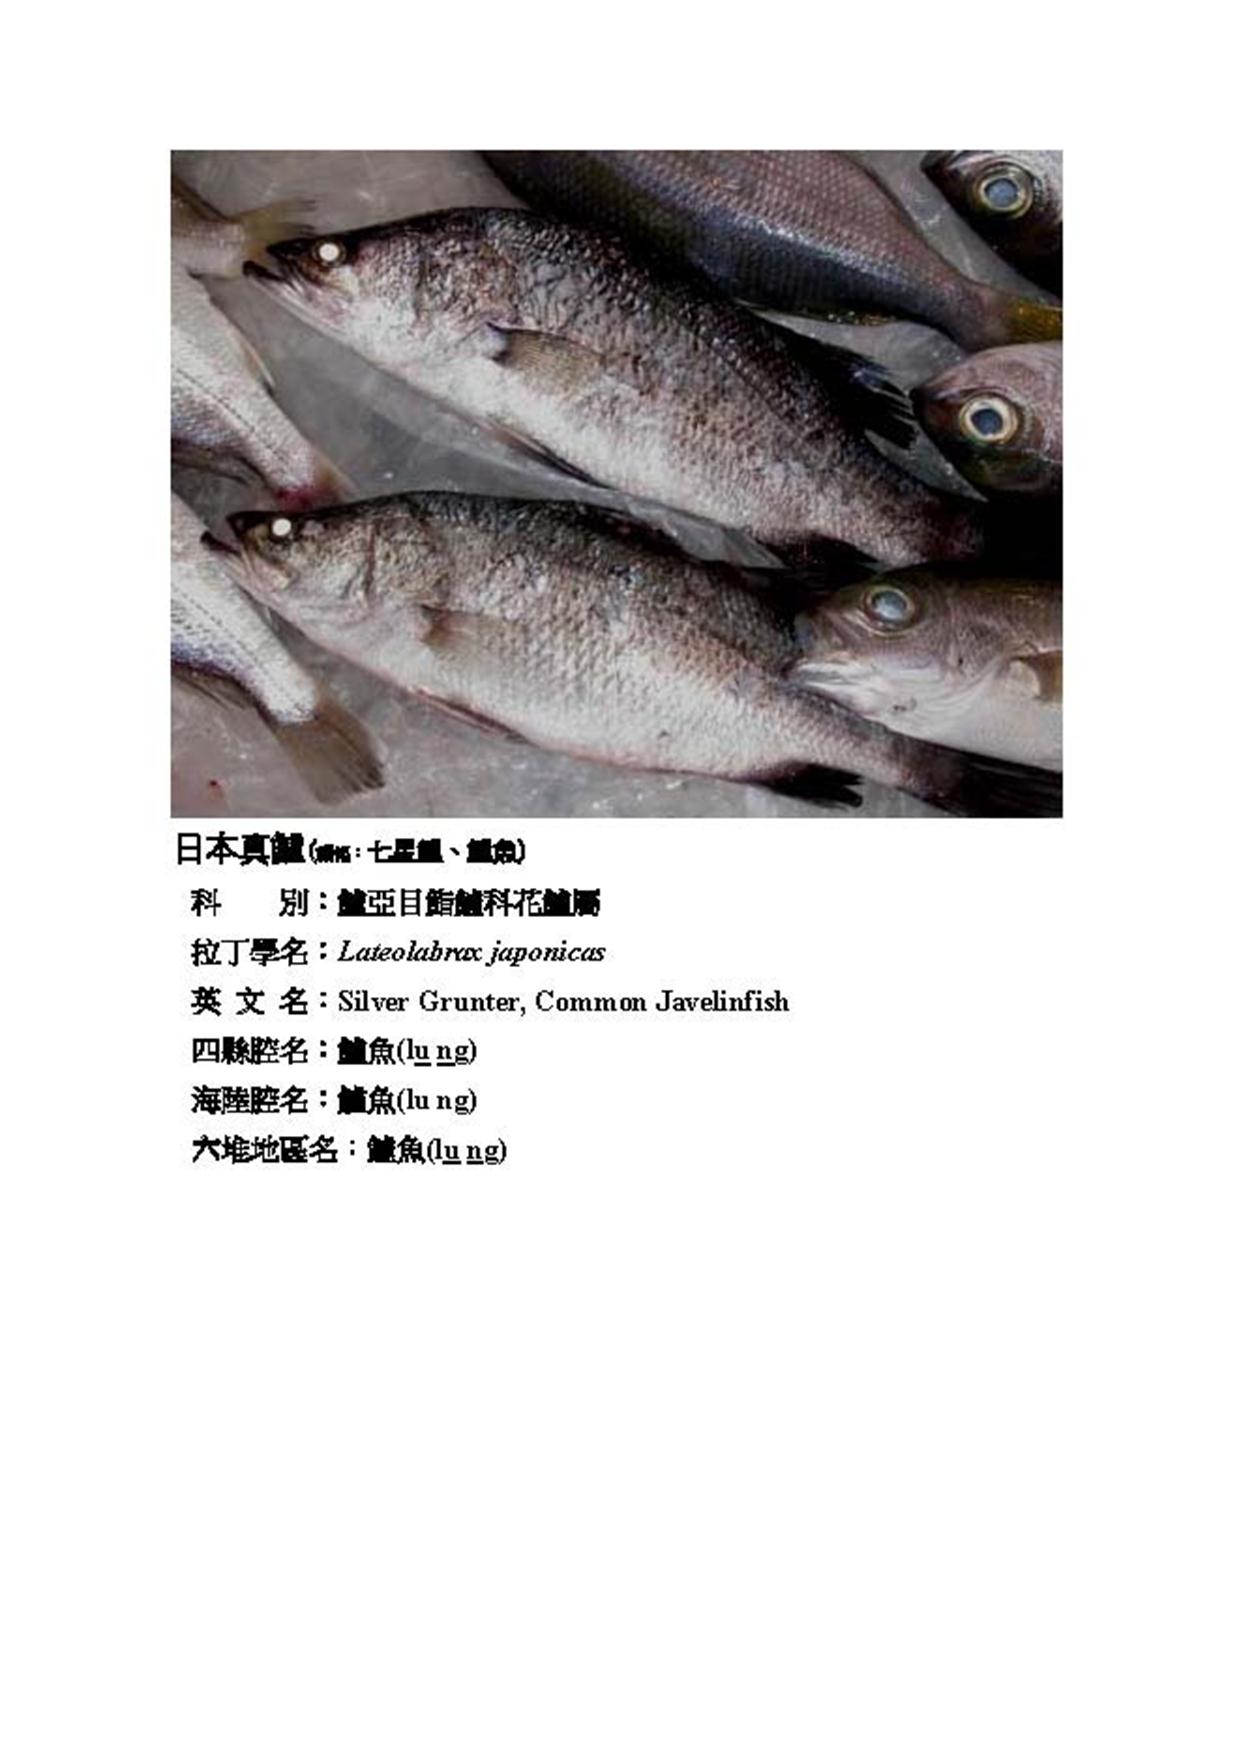 日本真鱸(俗稱：七星鱸、鱸魚)
科　　別：鱸亞目鮨鱸科花鱸屬
拉丁學名：Lateolabrax japonicas
英 文 名：Silver Grunter, Common Javelinfish
四縣腔名：鱸魚(lu ng)
海陸腔名：鱸魚(lu ng)
六堆地區名：鱸魚(lu ng)